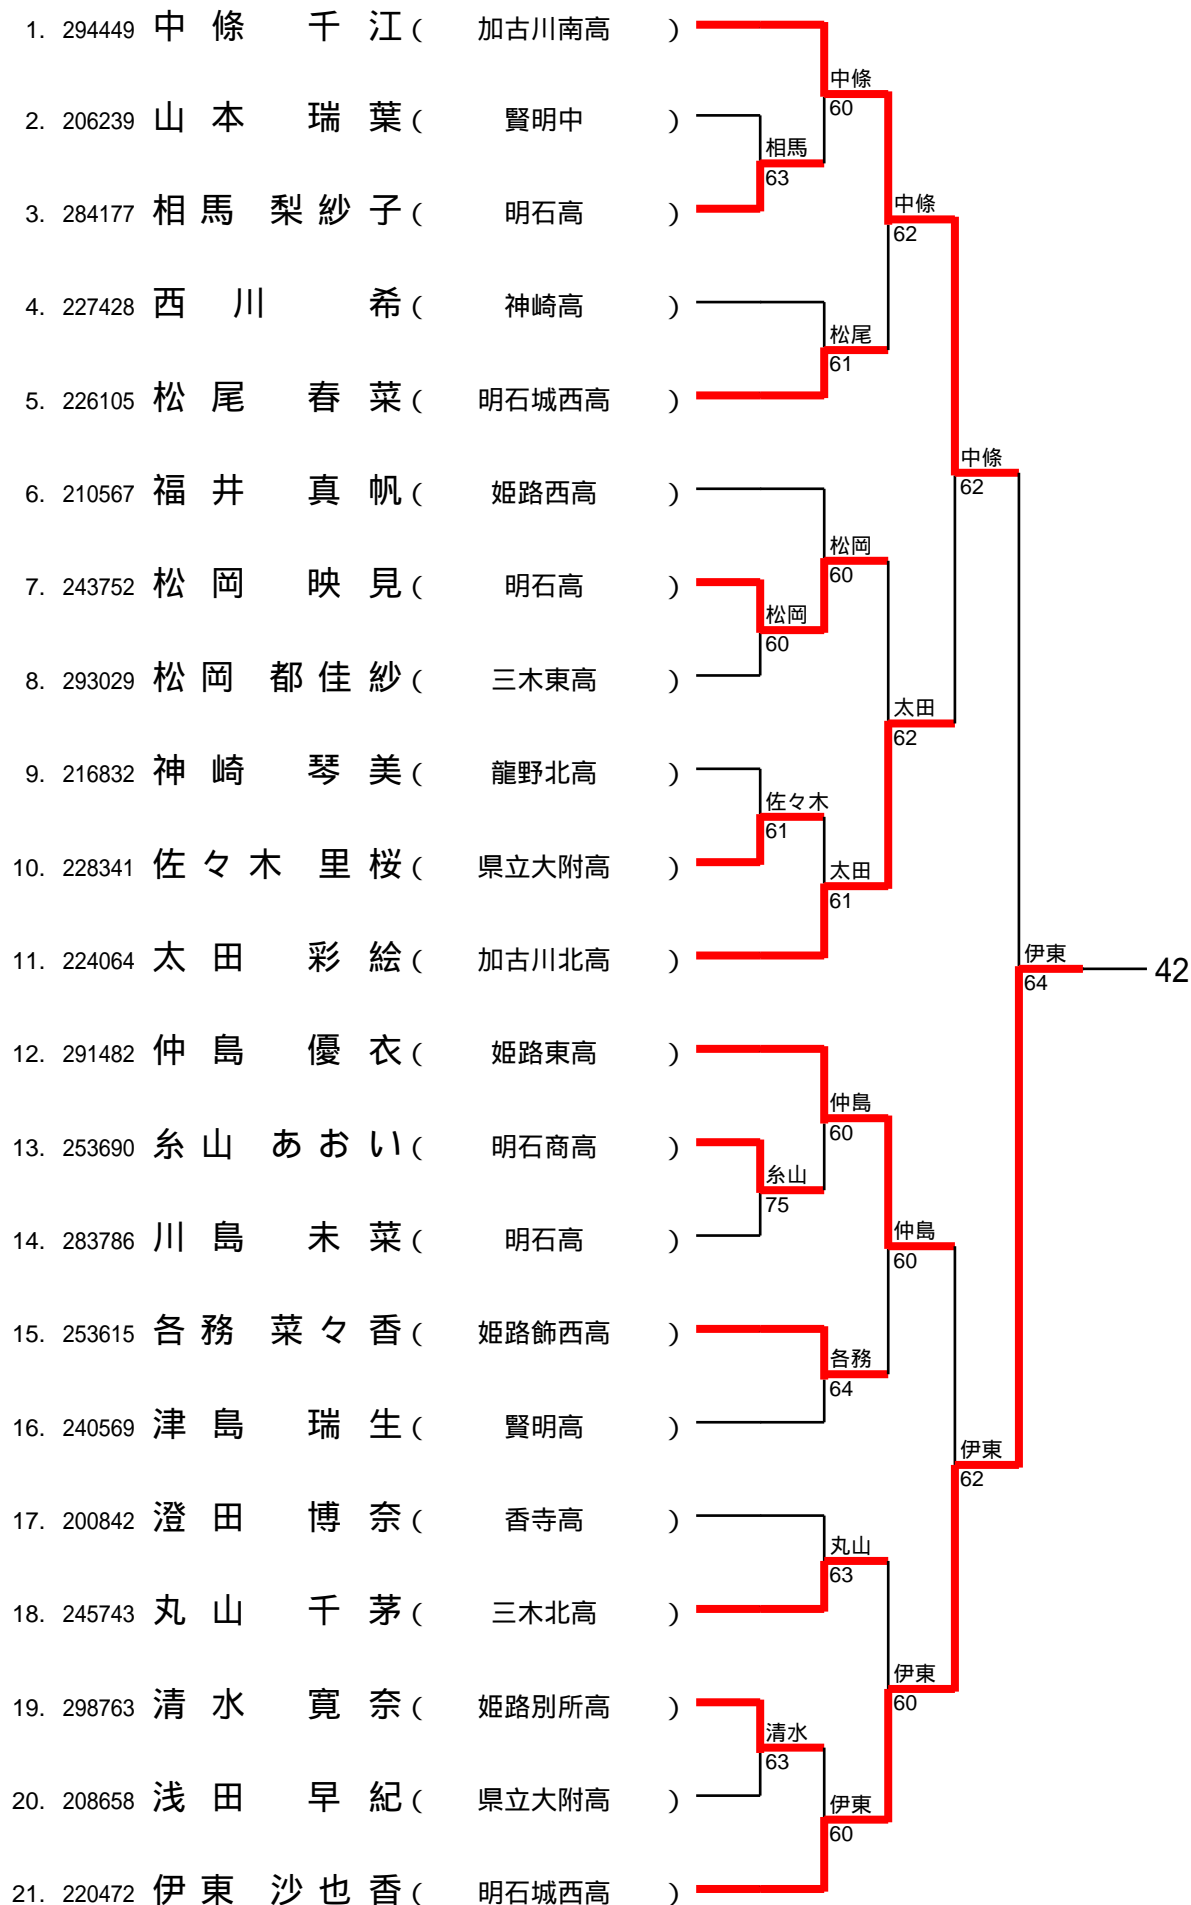 1. 294449 中條 千江 ( 加古川南高 )
中條
60
2. 206239 山本 瑞葉 ( 賢明中 )
相馬
63
3. 284177 相馬 梨紗子 ( 明石高 )
中條
62
4. 227428 西川 希 ( 神崎高 )
松尾
61
5. 226105 松尾 春菜 ( 明石城西高 )
中條
62
6. 210567 福井 真帆 ( 姫路西高 )
松岡
60
7. 243752 松岡 映見 ( 明石高 )
松岡
60
8. 293029 松岡 都佳紗 ( 三木東高 )
太田
62
9. 216832 神崎 琴美 ( 龍野北高 )
佐々木
61
10. 228341 佐々木 里桜 ( 県立大附高 )
太田
61
11. 224064 太田 彩絵 ( 加古川北高 )
伊東
64
42
12. 291482 仲島 優衣 ( 姫路東高 )
仲島
60
13. 253690 糸山 あおい ( 明石商高 )
糸山
75
14. 283786 川島 未菜 ( 明石高 )
仲島
60
15. 253615 各務 菜々香 ( 姫路飾西高 )
各務
64
16. 240569 津島 瑞生 ( 賢明高 )
伊東
62
17. 200842 澄田 博奈 ( 香寺高 )
丸山
63
18. 245743 丸山 千茅 ( 三木北高 )
伊東
60
19. 298763 清水 寛奈 ( 姫路別所高 )
清水
63
20. 208658 浅田 早紀 ( 県立大附高 )
伊東
60
21. 220472 伊東 沙也香 ( 明石城西高 )